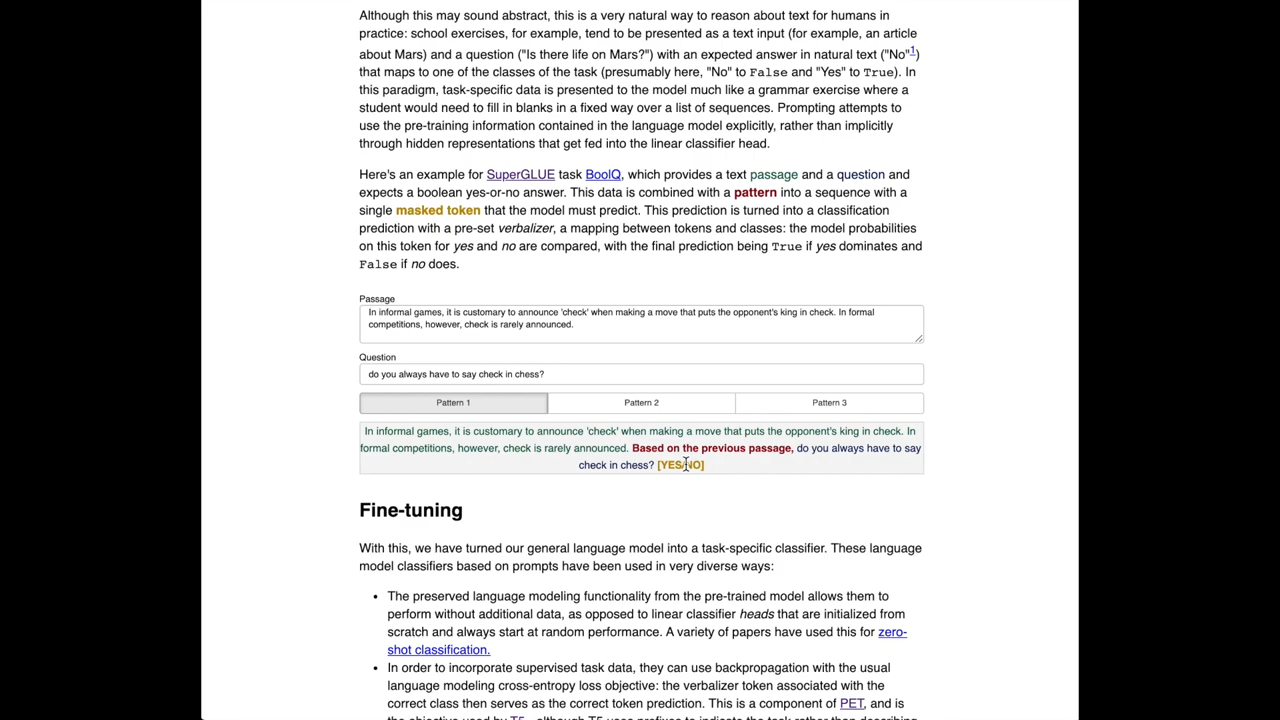 Although this may sound abstract, this is a very natural way to reason about text for humans in
practice: school exercises, for example, tend to be presented as a text input (for example, an article
about Mars) and a question ("Is there life on Mars?") with an expected answer in natural text ("No"1)
that maps to one of the classes of the task (presumably here, "No" to False and "Yes" to True). In
this paradigm, task-specific data is presented to the model much like a grammar exercise where a
student would need to fill in blanks in a fixed way over a list of sequences. Prompting attempts to
use the pre-training information contained in the language model explicitly, rather than implicitly
through hidden representations that get fed into the linear classifier head.
Here's an example for SuperGLUE task BoolQ, which provides a text passage and a question and
expects a boolean yes-or-no answer. This data is combined with a pattern into a sequence with a
single masked token that the model must predict. This prediction is turned into a classification
prediction with a pre-set verbalizer, a mapping between tokens and classes: the model probabilities
on this token for yes and no are compared, with the final prediction being True if yes dominates and
False if no does.
Passage
In informal games, it is customary to announce 'check' when making a move that puts the opponent's king in check. In formal
competitions, however, check is rarely announced.
Question
do you always have to say check in chess?
Pattern 1 Pattern 2 Pattern 3
In informal games, it is customary to announce 'check' when making a move that puts the opponent's king in check. In
formal competitions, however, check is rarely announced. Based on the previous passage, do you always have to say
check in chess? [YES/NO]
Fine-tuning
With this, we have turned our general language model into a task-specific classifier. These language
model classifiers based on prompts have been used in very diverse ways:
• The preserved language modeling functionality from the pre-trained model allows them to
perform without additional data, as opposed to linear classifier heads that are initialized from
scratch and always start at random performance. A variety of papers have used this for zero-
shot classification.
• In order to incorporate supervised task data, they can use backpropagation with the usual
language modeling cross-entropy loss objective: the verbalizer token associated with the
correct class then serves as the correct token prediction. This is a component of PET, and is
the objective used by T5 - although T5 uses prefixes to indicate the task rather than describing